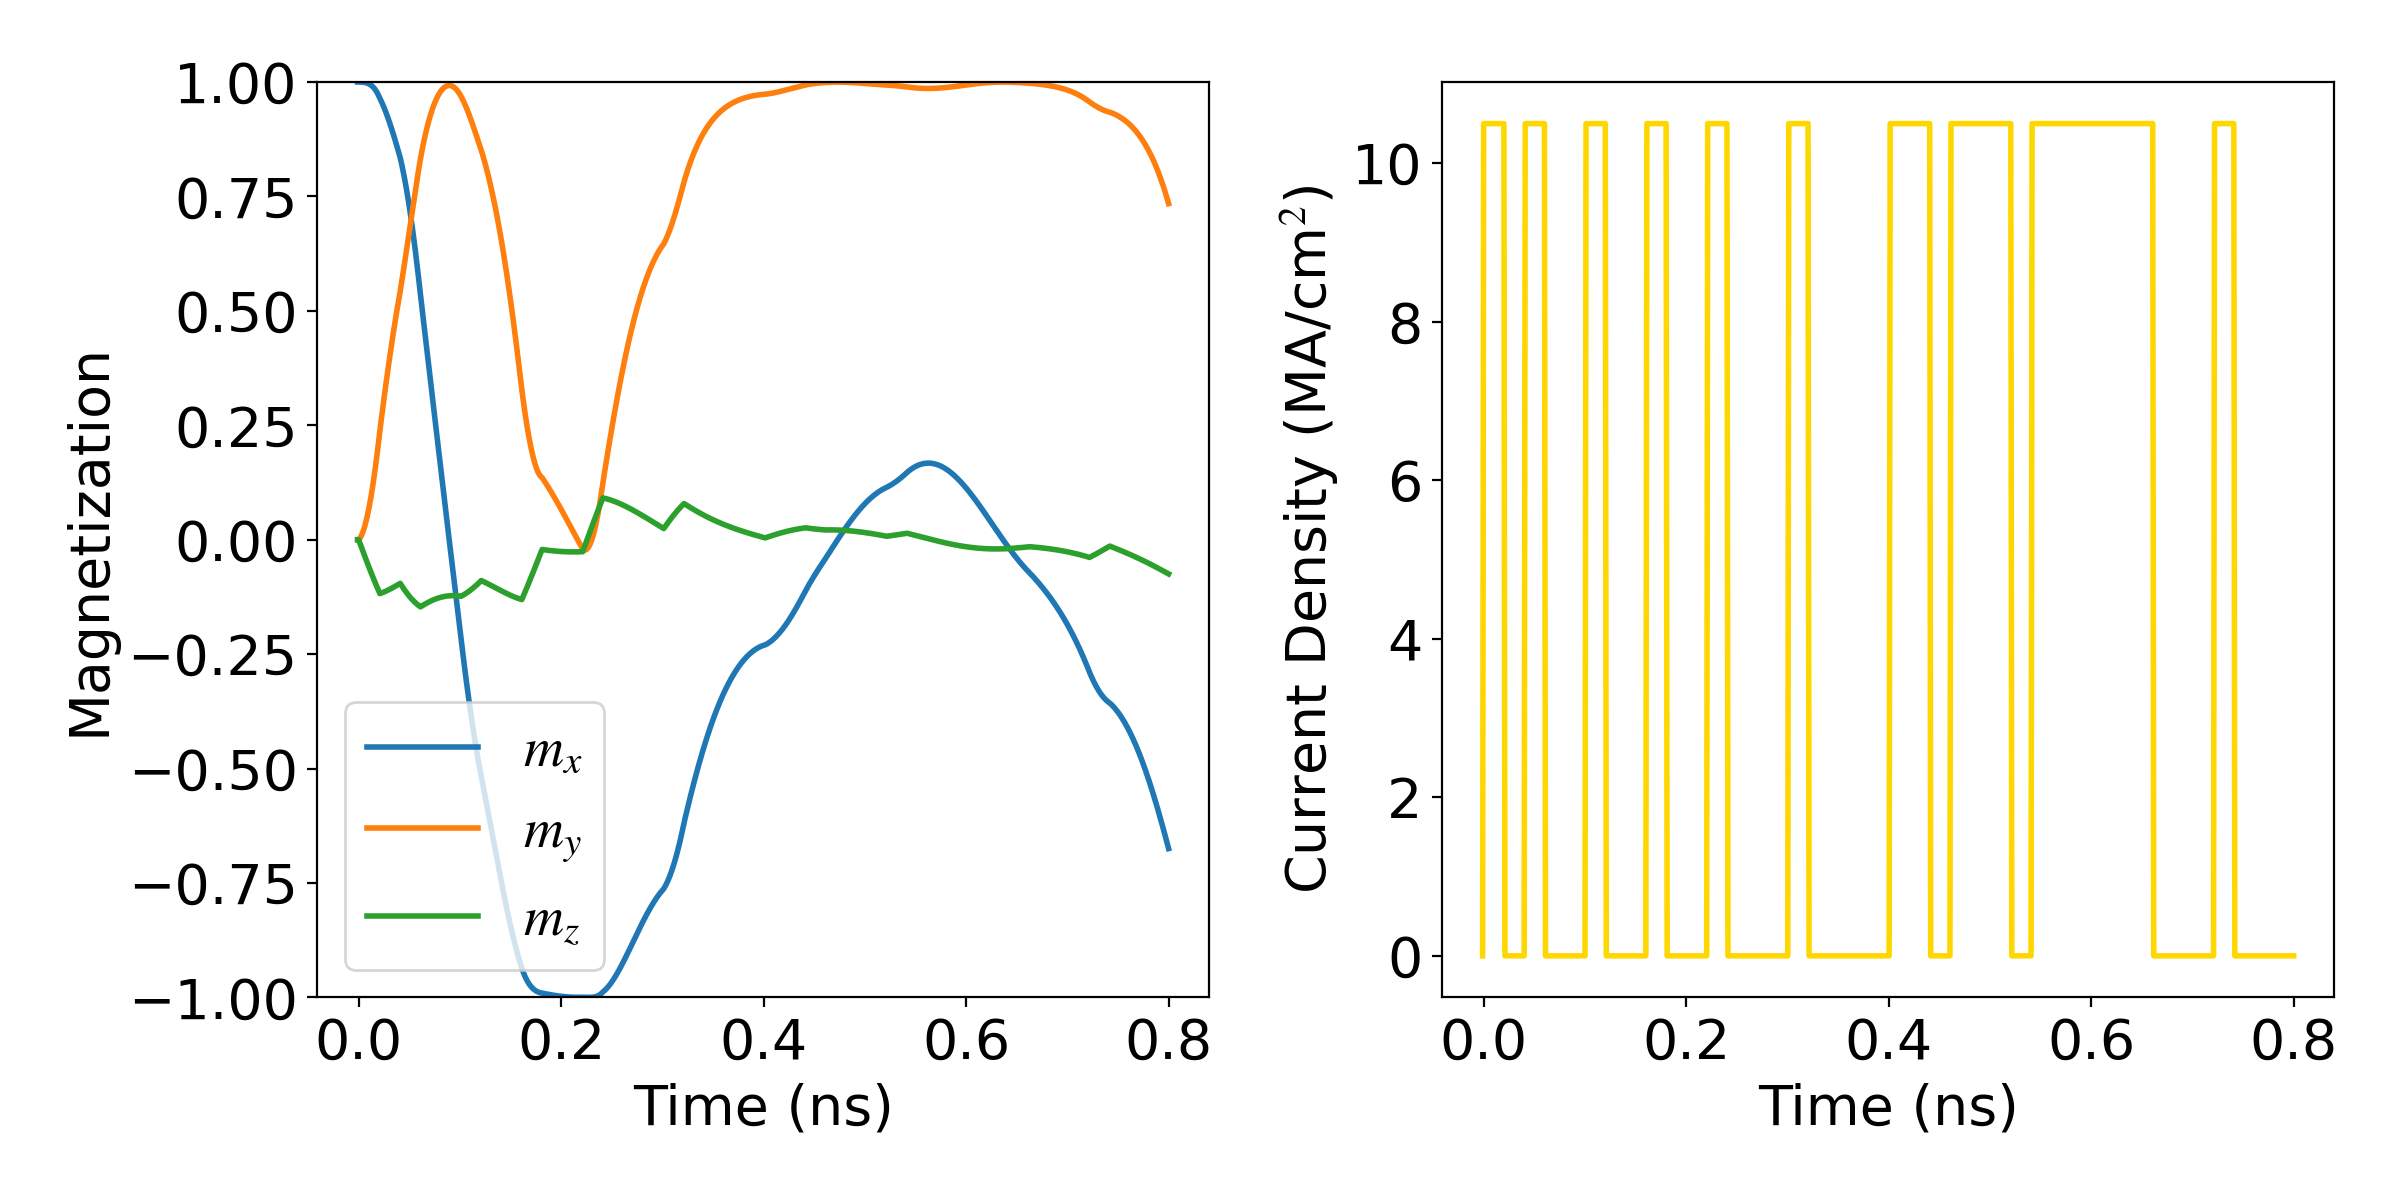 Magnetization
1.00
0.75
0.50
0.25
0.00
−0.25
−0.50
−0.75
−1.00
m_x
m_y
m_z
0.0 0.2 0.4 0.6 0.8
Time (ns)
Current Density (MA/cm²)
10
8
6
4
2
0
0.0 0.2 0.4 0.6 0.8
Time (ns)